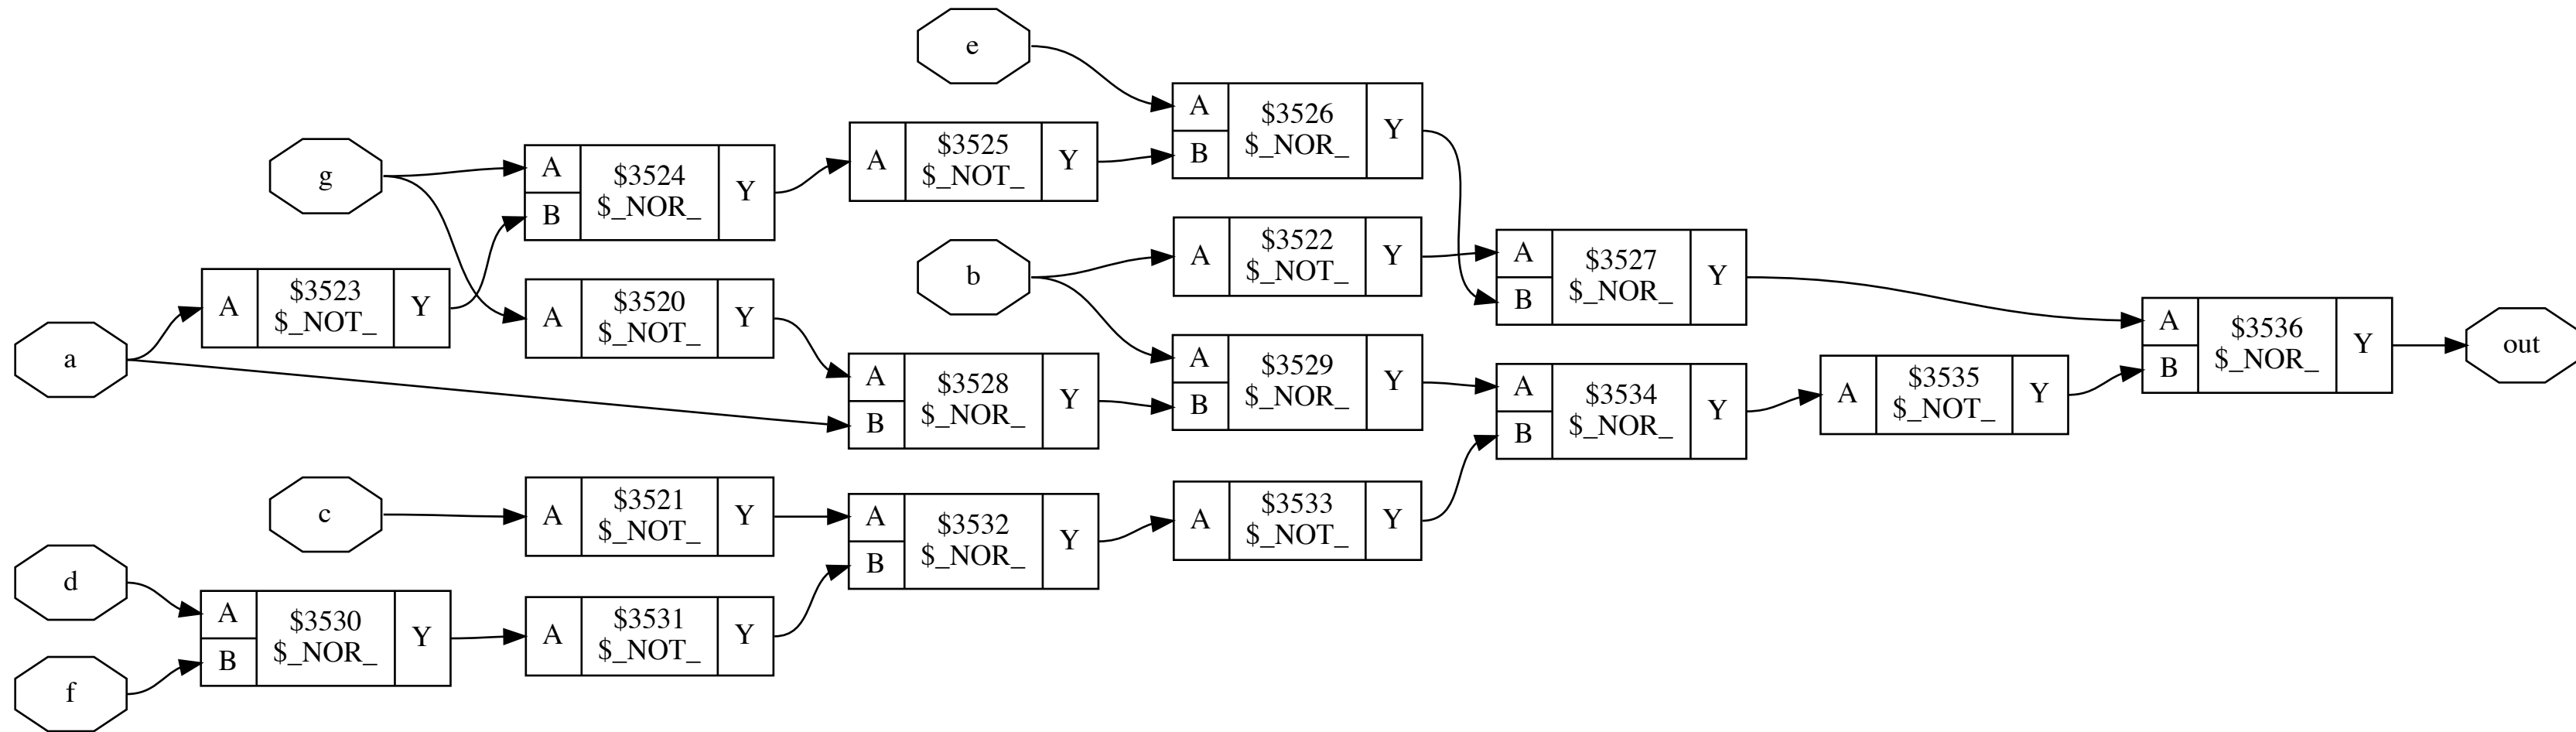 e
A
B
$3526
$_NOR_
Y
g
A
B
$3524
$_NOR_
Y
A
$3525
$_NOT_
Y
b
A
$3522
$_NOT_
Y
A
B
$3527
$_NOR_
Y
a
A
$3523
$_NOT_
Y
A
$3520
$_NOT_
Y
A
B
$3528
$_NOR_
Y
A
B
$3529
$_NOR_
Y
A
B
$3534
$_NOR_
Y
A
$3535
$_NOT_
Y
A
B
$3536
$_NOR_
Y
out
c
A
$3521
$_NOT_
Y
A
B
$3532
$_NOR_
Y
A
$3533
$_NOT_
Y
d
f
A
B
$3530
$_NOR_
Y
A
$3531
$_NOT_
Y